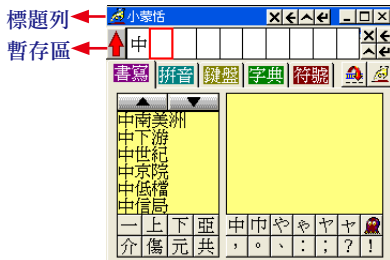 標題列
小蒙恬
暫存區
中
書寫 拼音 鍵盤 字典 符號
中南美洲
中下游
中世紀
中京院
中低檔
中信局
一 上 下 亞 中 巾 や ゃ ヤ ャ
介 傷 元 共 , 。 、 : ; ? !